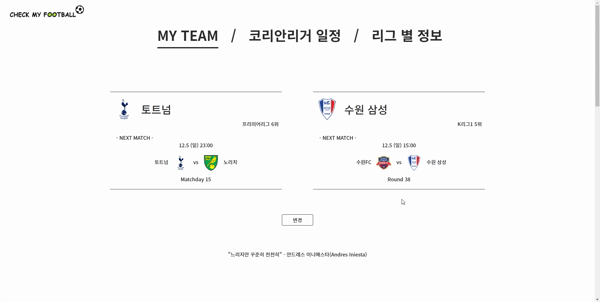 CHECK MY FOOTBALL
MY TEAM / 코리안리거 일정 / 리그 별 정보
토트넘
프리미어리그 6위
- NEXT MATCH -
12.5 (일) 23:00
토트넘 vs 노리치
Matchday 15
수원 삼성
K리그1 5위
- NEXT MATCH -
12.5 (일) 15:00
수원FC vs 수원 삼성
Round 38
변경
"느리지만 꾸준히 천천히" - 안드레스 이니에스타(Andres Iniesta)